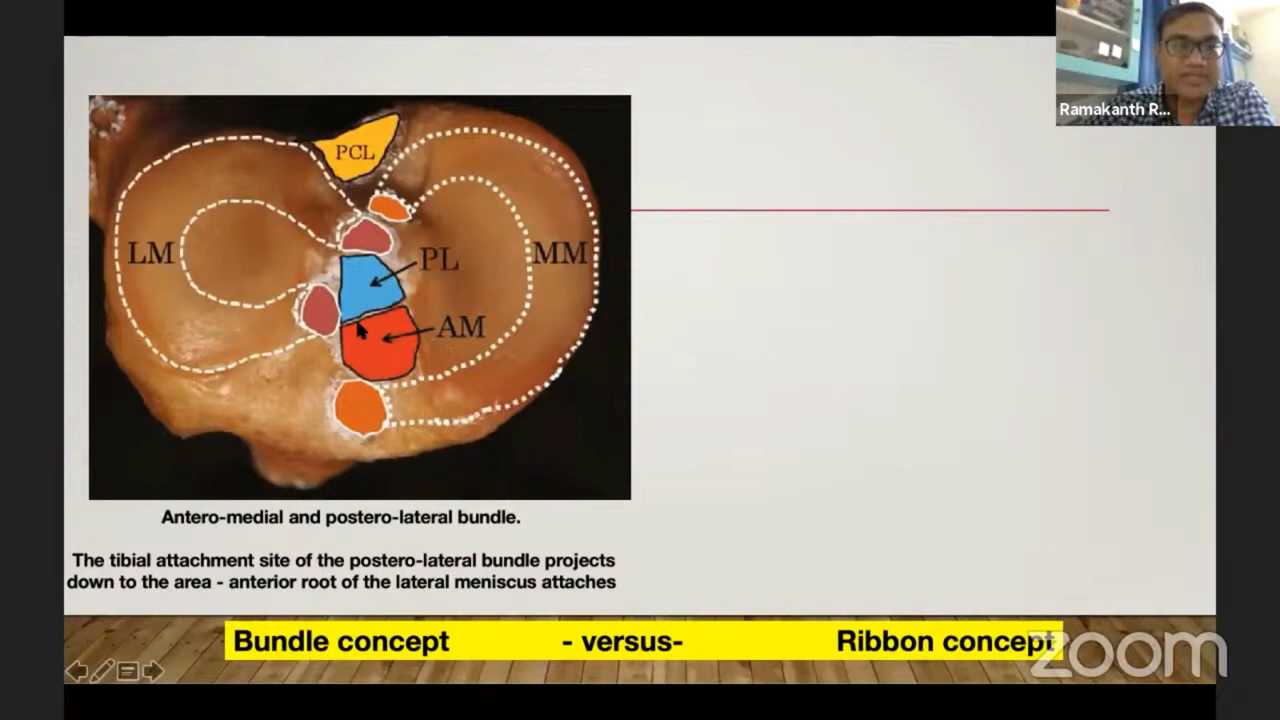 Ramakanth R...
PCL
LM
PL
MM
AM
Antero-medial and postero-lateral bundle.
The tibial attachment site of the postero-lateral bundle projects
down to the area - anterior root of the lateral meniscus attaches
Bundle concept - versus- Ribbon concept
zoom